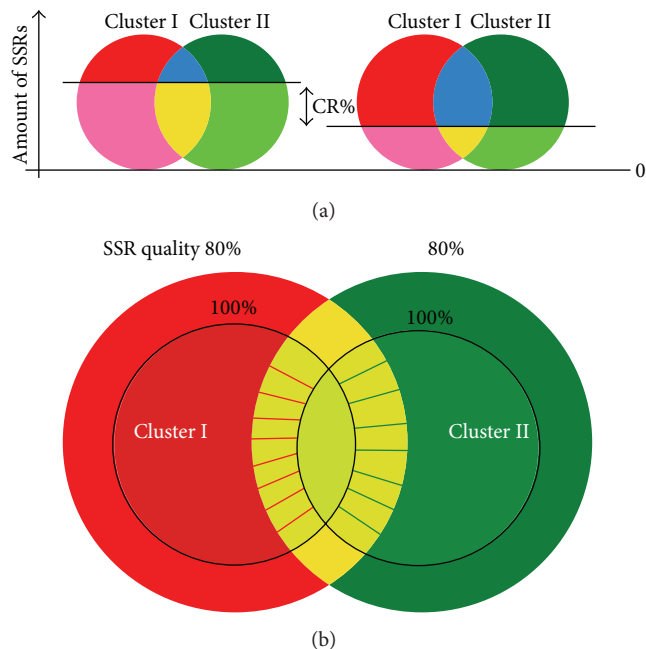 Cluster I Cluster II
Cluster I Cluster II
Amount of SSRs
CR%
0
(a)
SSR quality 80%
80%
100%
100%
Cluster I
Cluster II
(b)